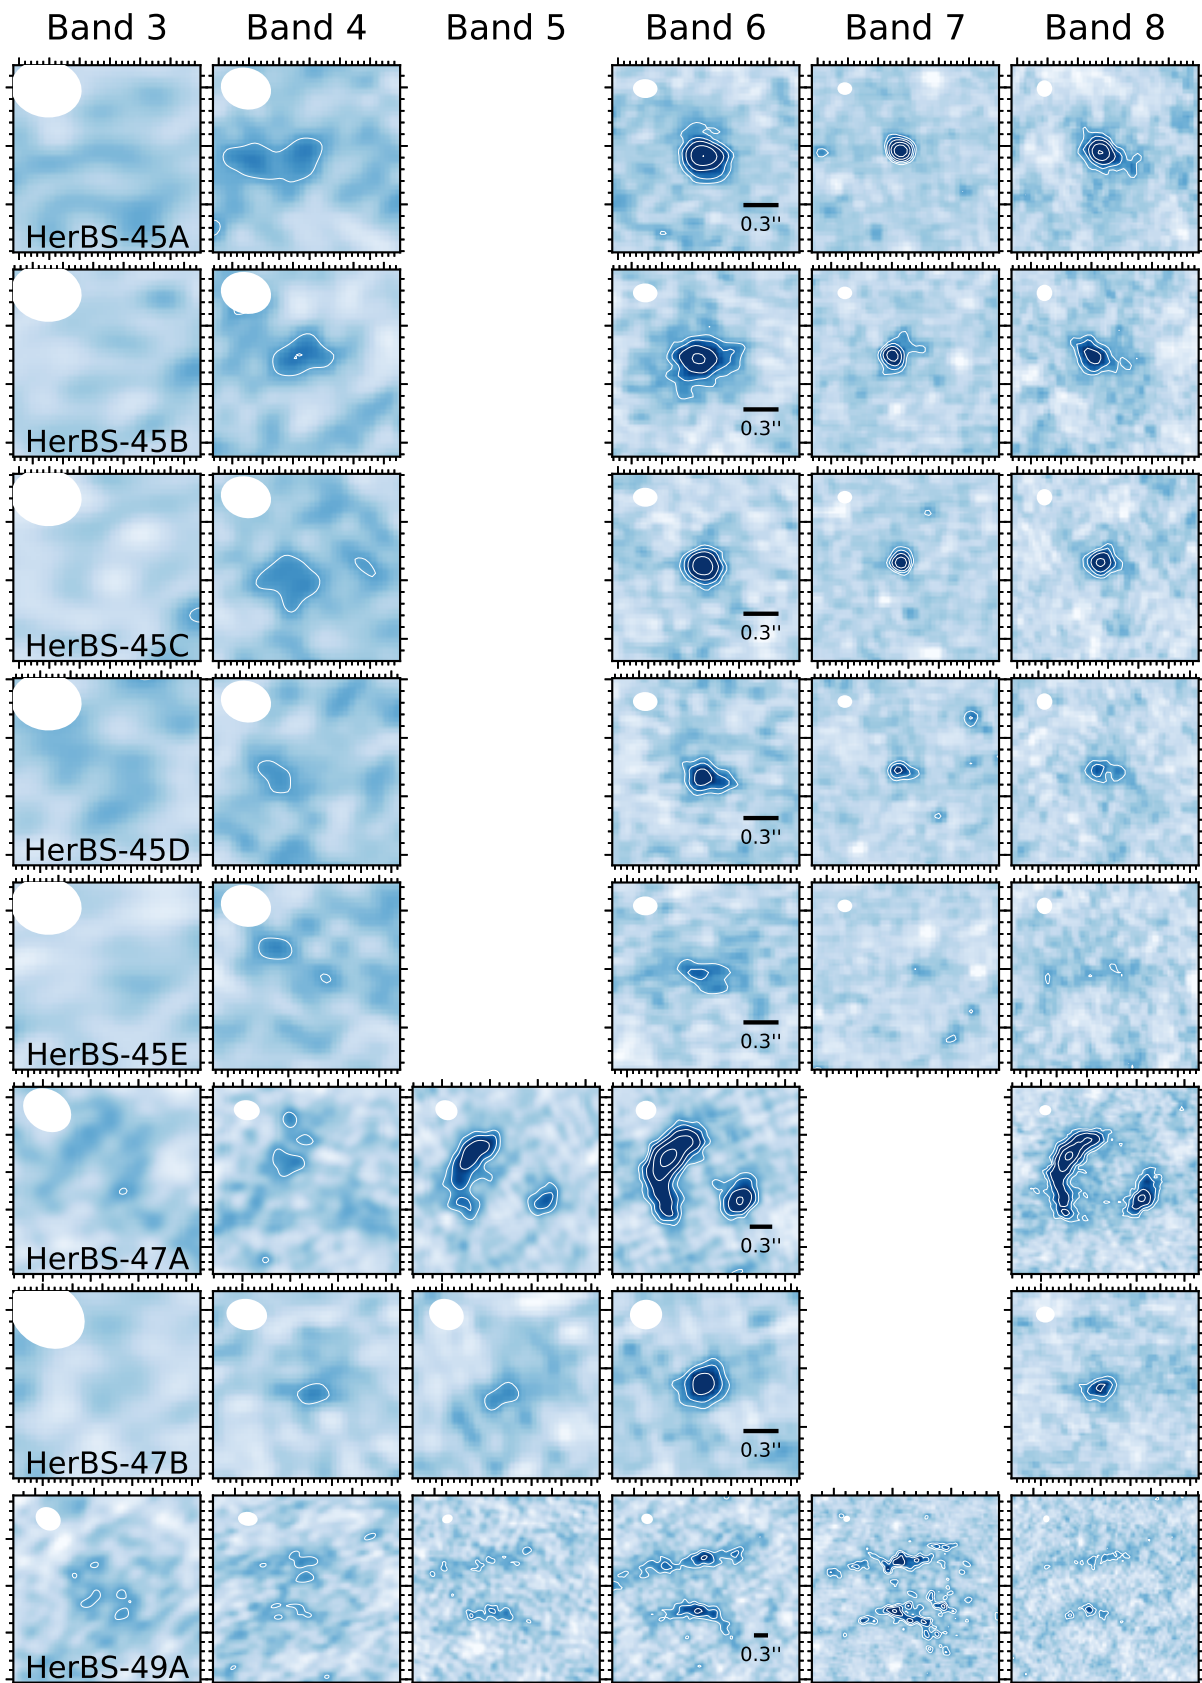 Band 3 Band 4 Band 5 Band 6 Band 7 Band 8
HerBS-45A
0.3''
HerBS-45B
0.3''
HerBS-45C
0.3''
HerBS-45D
0.3''
HerBS-45E
0.3''
HerBS-47A
0.3''
HerBS-47B
0.3''
HerBS-49A
0.3''